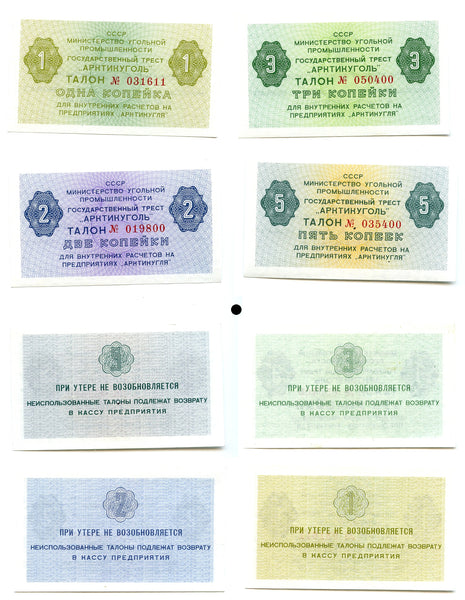 СССР
МИНИСТЕРСТВО УГОЛЬНОЙ
ПРОМЫШЛЕННОСТИ
ГОСУДАРСТВЕННЫЙ ТРЕСТ
1 „АРКТИКУГОЛЬ" 1
ТАЛОН № 031611
ОДНА КОПЕЙКА
ДЛЯ ВНУТРЕННИХ РАСЧЕТОВ НА
ПРЕДПРИЯТИЯХ „АРКТИКУГЛЯ"
СССР
МИНИСТЕРСТВО УГОЛЬНОЙ
ПРОМЫШЛЕННОСТИ
ГОСУДАРСТВЕННЫЙ ТРЕСТ
3 „АРКТИКУГОЛЬ" 3
ТАЛОН № 050400
ТРИ КОПЕЙКИ
ДЛЯ ВНУТРЕННИХ РАСЧЕТОВ НА
ПРЕДПРИЯТИЯХ „АРКТИКУГЛЯ"
СССР
МИНИСТЕРСТВО УГОЛЬНОЙ
ПРОМЫШЛЕННОСТИ
ГОСУДАРСТВЕННЫЙ ТРЕСТ
2 „АРКТИКУГОЛЬ" 2
ТАЛОН № 019800
ДВЕ КОПЕЙКИ
ДЛЯ ВНУТРЕННИХ РАСЧЕТОВ НА
ПРЕДПРИЯТИЯХ „АРКТИКУГЛЯ"
СССР
МИНИСТЕРСТВО УГОЛЬНОЙ
ПРОМЫШЛЕННОСТИ
ГОСУДАРСТВЕННЫЙ ТРЕСТ
5 „АРКТИКУГОЛЬ" 5
ТАЛОН № 035400
ПЯТЬ КОПЕЕК
ДЛЯ ВНУТРЕННИХ РАСЧЕТОВ НА
ПРЕДПРИЯТИЯХ „АРКТИКУГЛЯ"
ПРИ УТЕРЕ НЕ ВОЗОБНОВЛЯЕТСЯ
НЕИСПОЛЬЗОВАННЫЕ ТАЛОНЫ ПОДЛЕЖАТ ВОЗВРАТУ
В КАССУ ПРЕДПРИЯТИЯ
3
ПРИ УТЕРЕ НЕ ВОЗОБНОВЛЯЕТСЯ
НЕИСПОЛЬЗОВАННЫЕ ТАЛОНЫ ПОДЛЕЖАТ ВОЗВРАТУ
В КАССУ ПРЕДПРИЯТИЯ
2
ПРИ УТЕРЕ НЕ ВОЗОБНОВЛЯЕТСЯ
НЕИСПОЛЬЗОВАННЫЕ ТАЛОНЫ ПОДЛЕЖАТ ВОЗВРАТУ
В КАССУ ПРЕДПРИЯТИЯ
1
ПРИ УТЕРЕ НЕ ВОЗОБНОВЛЯЕТСЯ
НЕИСПОЛЬЗОВАННЫЕ ТАЛОНЫ ПОДЛЕЖАТ ВОЗВРАТУ
В КАССУ ПРЕДПРИЯТИЯ